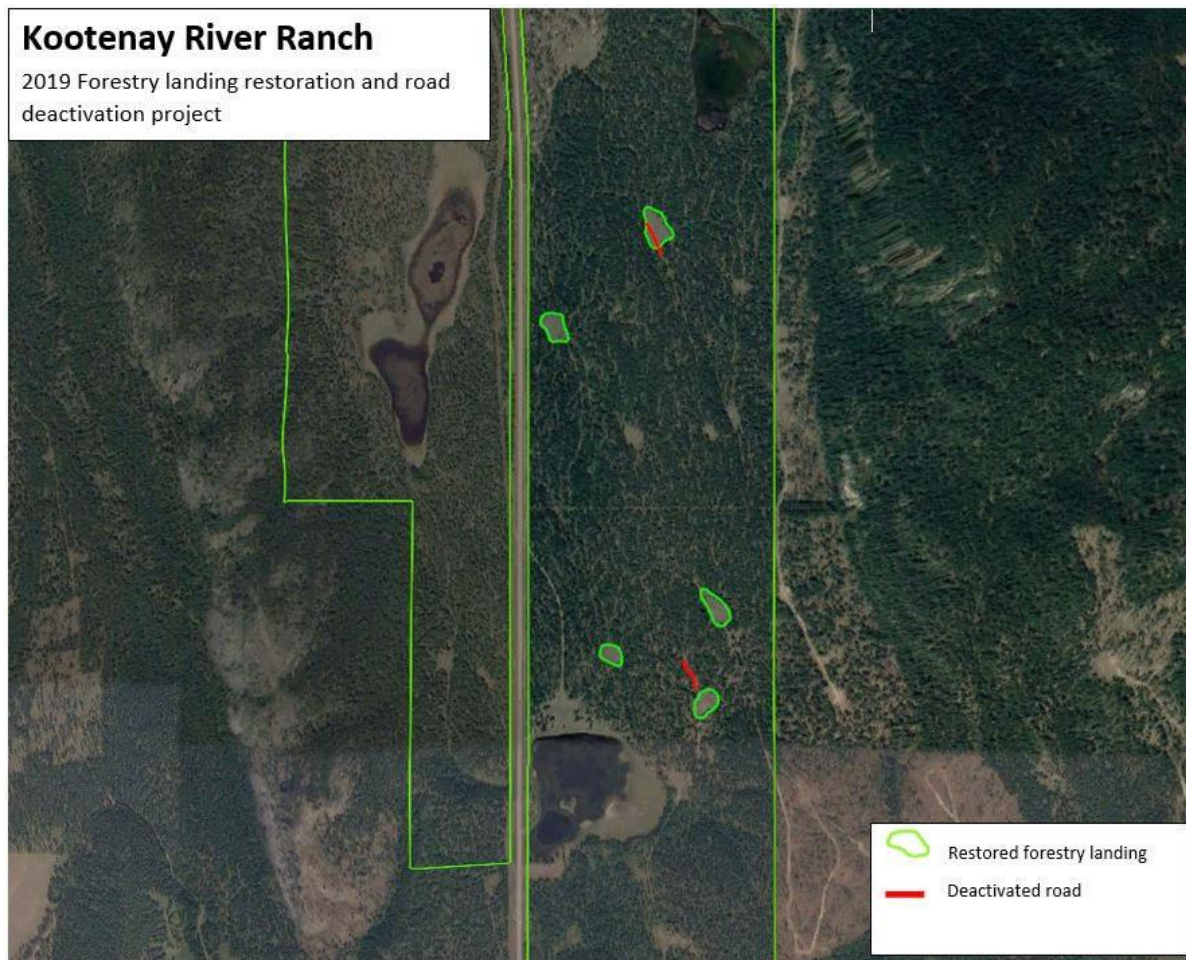 Kootenay River Ranch
2019 Forestry landing restoration and road
deactivation project
Restored forestry landing
Deactivated road